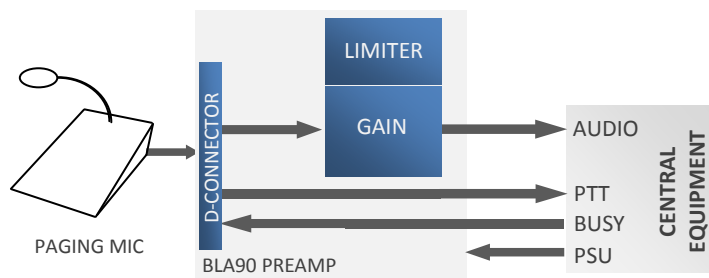 LIMITER
GAIN
D-CONNECTOR
PAGING MIC
BLA90 PREAMP
AUDIO
PTT
BUSY
PSU
CENTRAL
EQUIPMENT